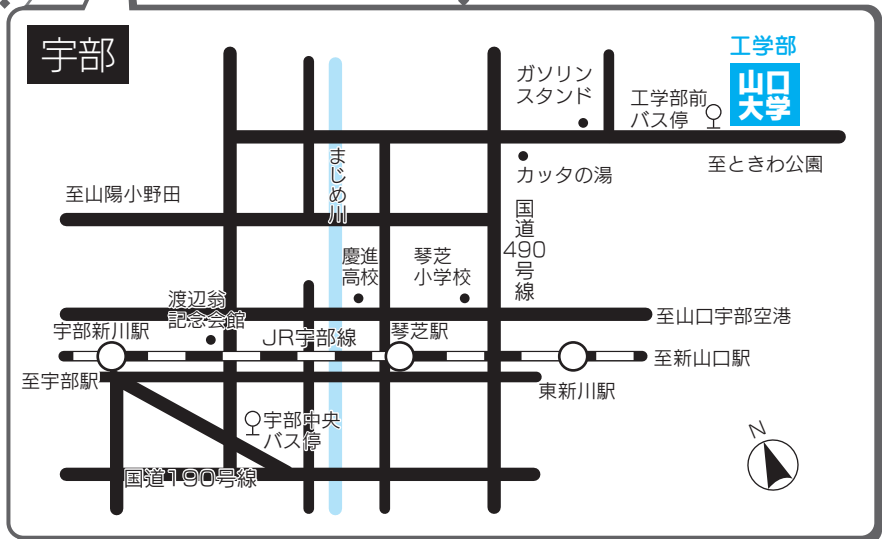 宇部
工学部
山口
大学
ガソリン
スタンド
工学部前
バス停
至ときわ公園
カッタの湯
まじめ川
至山陽小野田
国道490号線
慶進
高校
琴芝
小学校
渡辺翁
記念会館
至山口宇部空港
宇部新川駅
JR宇部線
琴芝駅
至新山口駅
至宇部駅
東新川駅
宇部中央
バス停
国道190号線
N